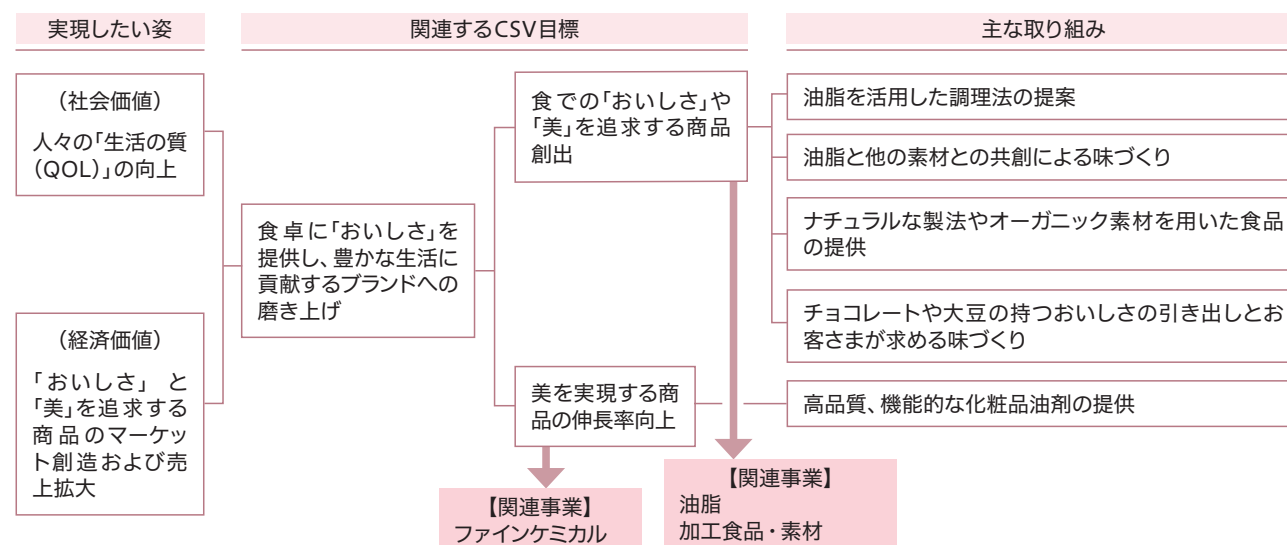 実現したい姿
関連するCSV目標
主な取り組み
（社会価値）
人々の「生活の質
（QOL）」の向上
（経済価値）
「おいしさ」と
「美」を追求する
商品のマーケッ
ト創造および売
上拡大
食卓に「おいしさ」を
提供し、豊かな生活に
貢献するブランドへの
磨き上げ
食での「おいしさ」や
「美」を追求する商品
創出
美を実現する商
品の伸長率向上
【関連事業】
ファインケミカル
【関連事業】
油脂
加工食品・素材
油脂を活用した調理法の提案
油脂と他の素材との共創による味づくり
ナチュラルな製法やオーガニック素材を用いた食品
の提供
チョコレートや大豆の持つおいしさの引き出しとお
客さまが求める味づくり
高品質、機能的な化粧品油剤の提供